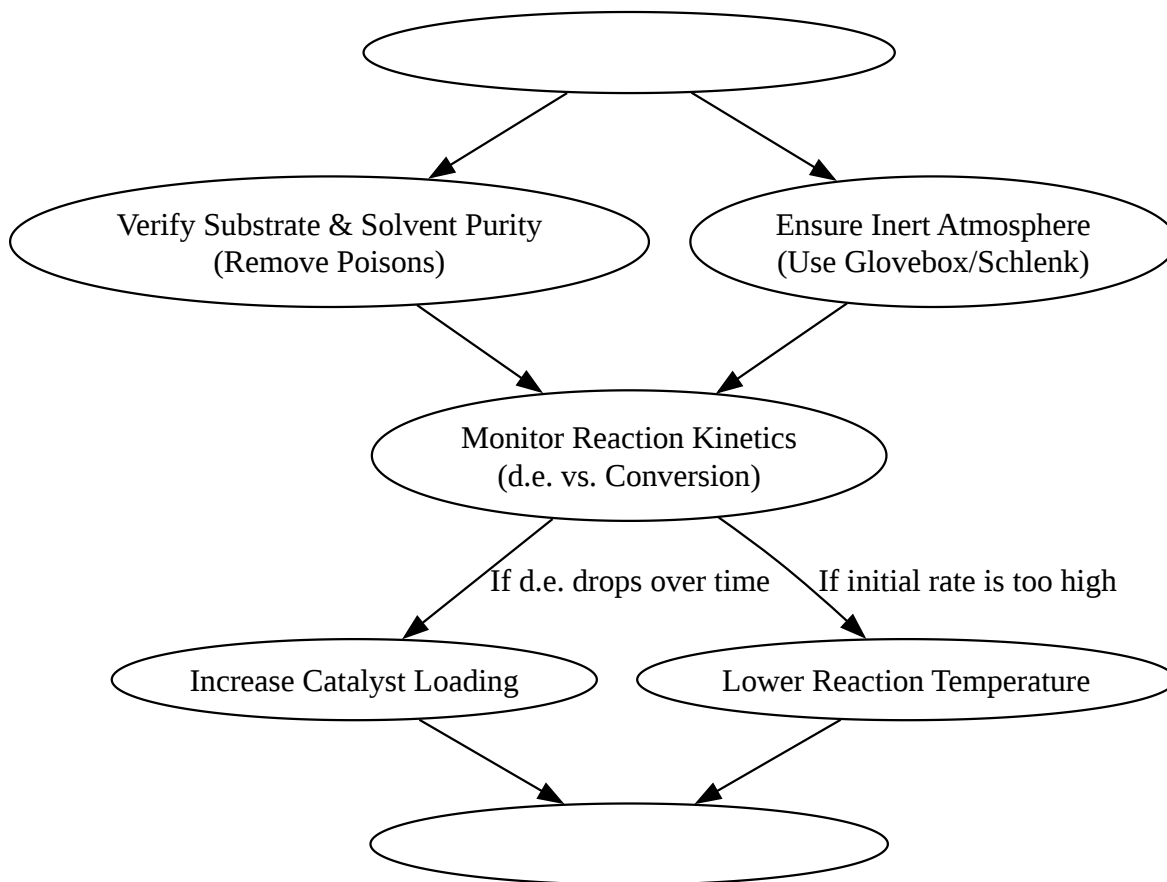 Verify Substrate & Solvent Purity
(Remove Poisons)
Ensure Inert Atmosphere
(Use Glovebox/Schlenk)
Monitor Reaction Kinetics
(d.e. vs. Conversion)
If d.e. drops over time
If initial rate is too high
Increase Catalyst Loading
Lower Reaction Temperature